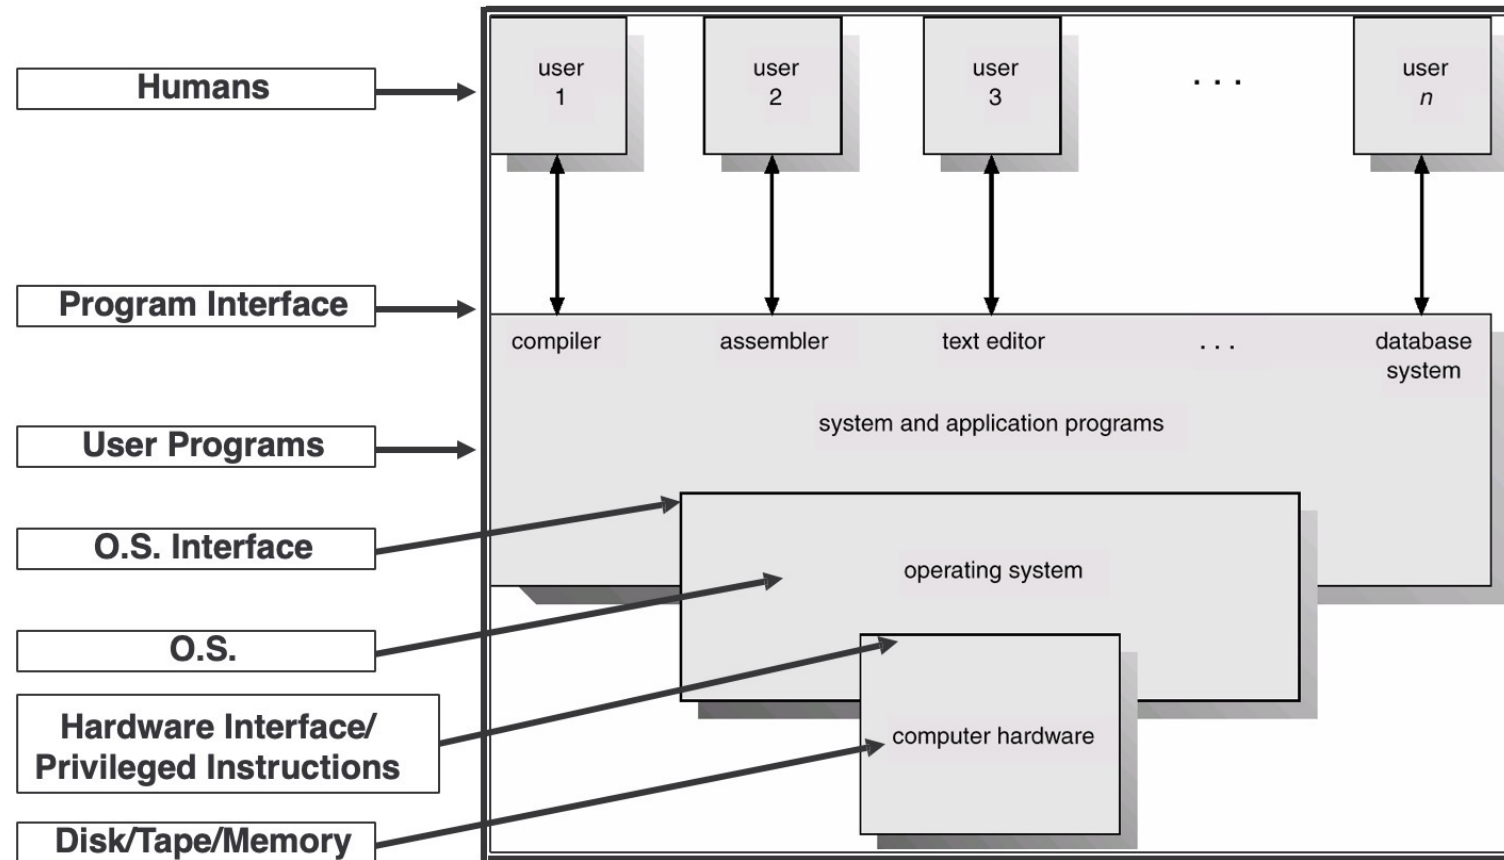 Humans
Program Interface
User Programs
O.S. Interface
O.S.
Hardware Interface/
Privileged Instructions
Disk/Tape/Memory
user
1
user
2
user
3
. . .
user
n
compiler
assembler
text editor
. . .
database
system
system and application programs
operating system
computer hardware